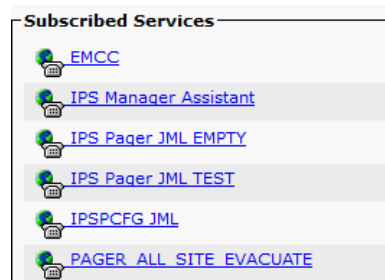 Subscribed Services
EMCC
IPS Manager Assistant
IPS Pager JML EMPTY
IPS Pager JML TEST
IPSPCFG JML
PAGER_ALL_SITE_EVACUATE